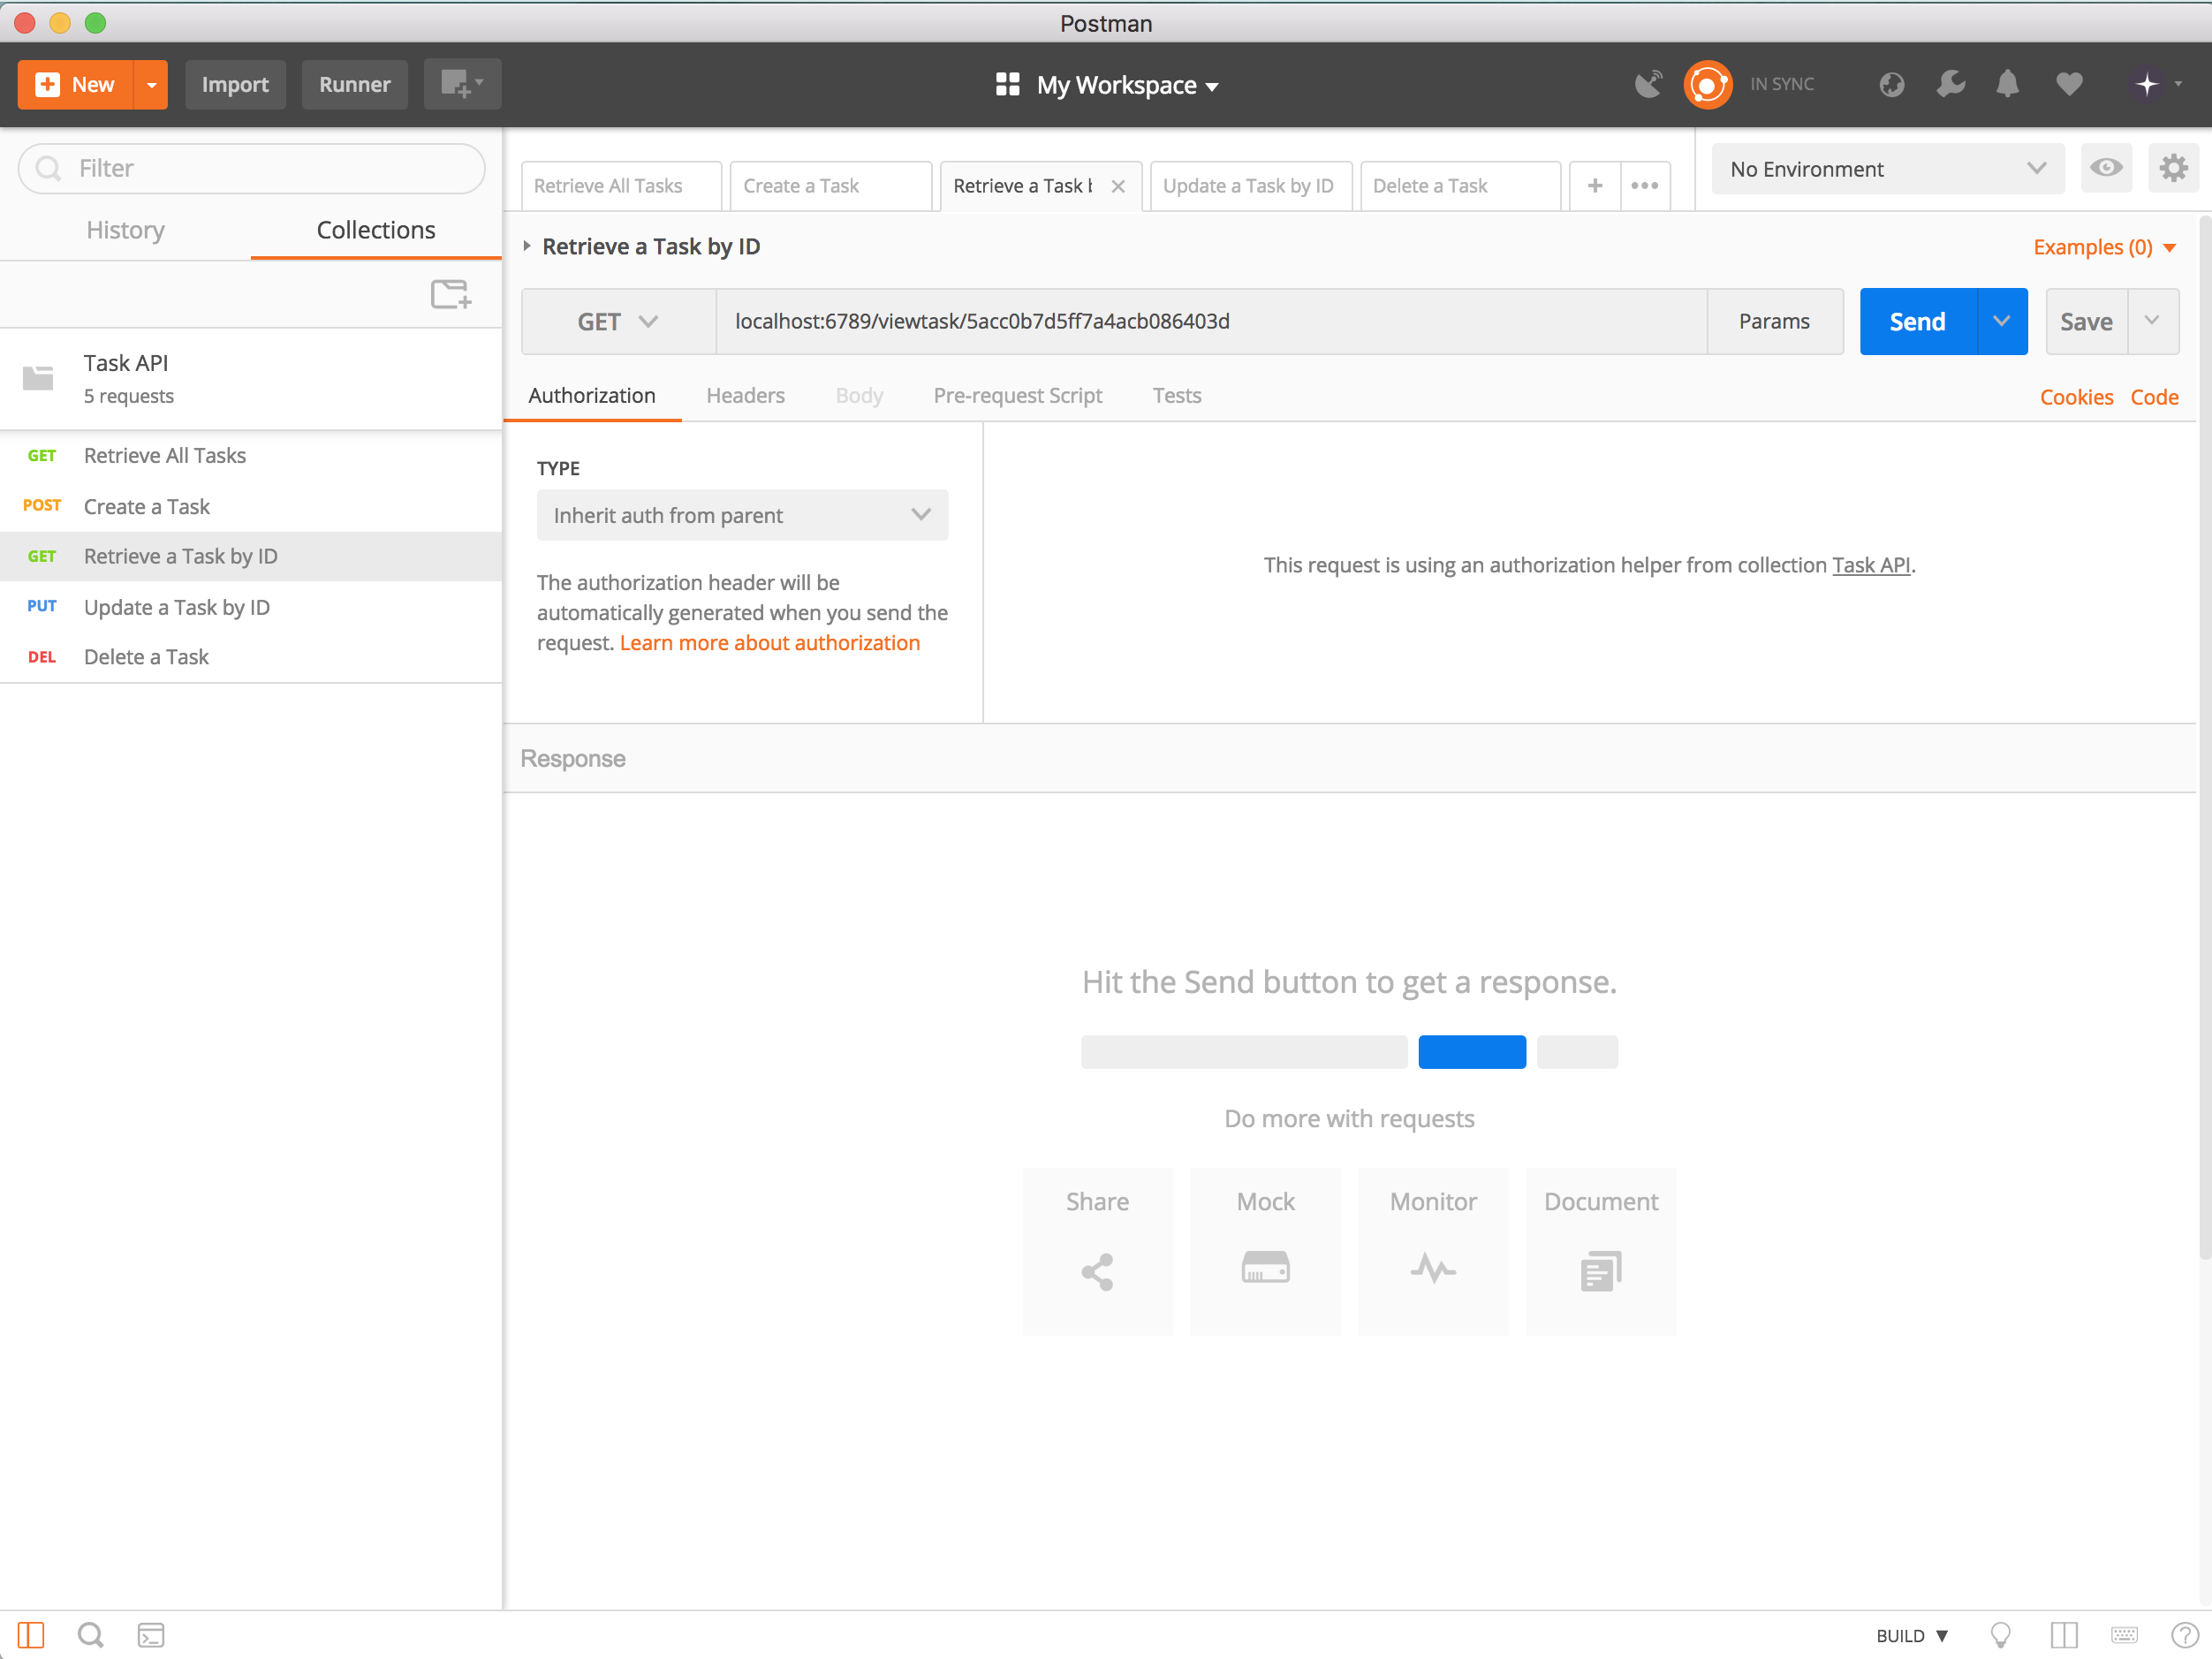 Postman
New
Import
Runner
My Workspace
IN SYNC
Filter
History
Collections
Task API
5 requests
GET Retrieve All Tasks
POST Create a Task
GET Retrieve a Task by ID
PUT Update a Task by ID
DEL Delete a Task
Retrieve All Tasks
Create a Task
Retrieve a Task b
Update a Task by ID
Delete a Task
No Environment
Retrieve a Task by ID
Examples (0)
GET
localhost:6789/viewtask/5acc0b7d5ff7a4acb086403d
Params
Send
Save
Authorization
Headers
Body
Pre-request Script
Tests
Cookies
Code
TYPE
Inherit auth from parent
The authorization header will be
automatically generated when you send the
request. Learn more about authorization
This request is using an authorization helper from collection Task API.
Response
Hit the Send button to get a response.
Do more with requests
Share
Mock
Monitor
Document
BUILD